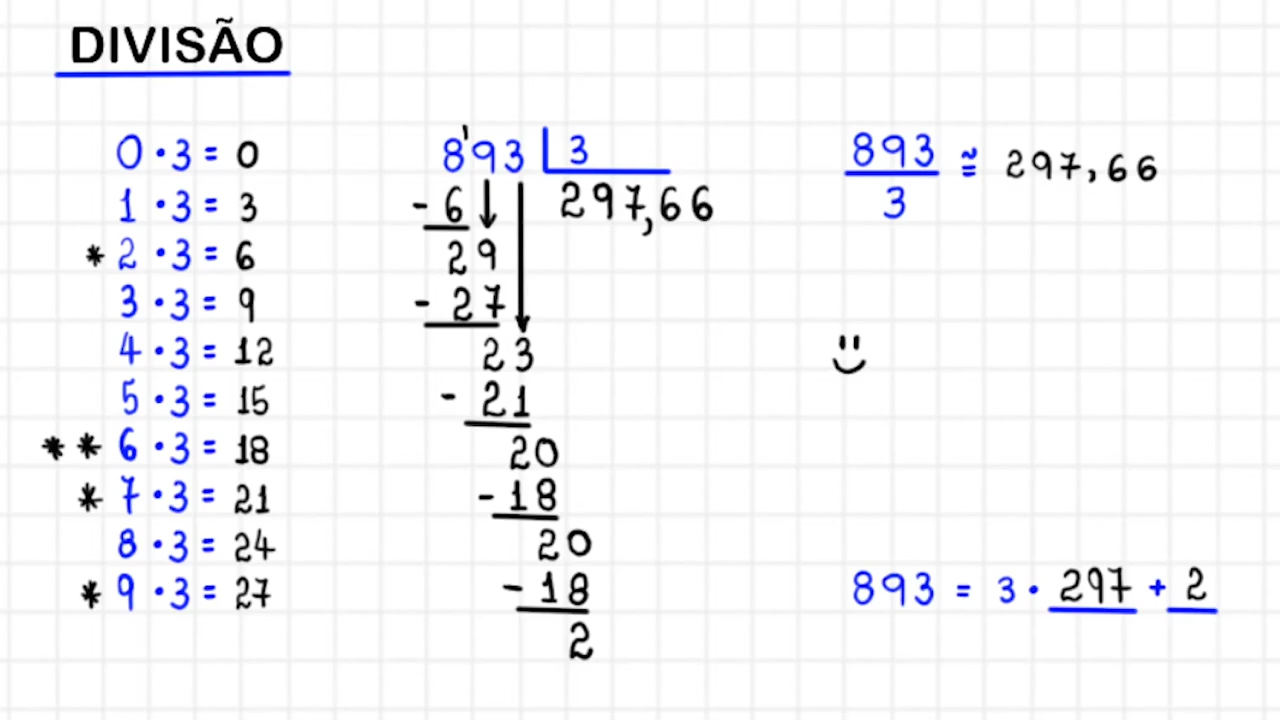 DIVISÃO
0 · 3 = 0
1 · 3 = 3
* 2 · 3 = 6
3 · 3 = 9
4 · 3 = 12
5 · 3 = 15
* * 6 · 3 = 18
* 7 · 3 = 21
8 · 3 = 24
* 9 · 3 = 27
8'93 3
- 6 297,66
29
- 27
23
- 21
20
- 18
20
- 18
2
893
≅ 297,66
3
893 = 3 · 297 + 2